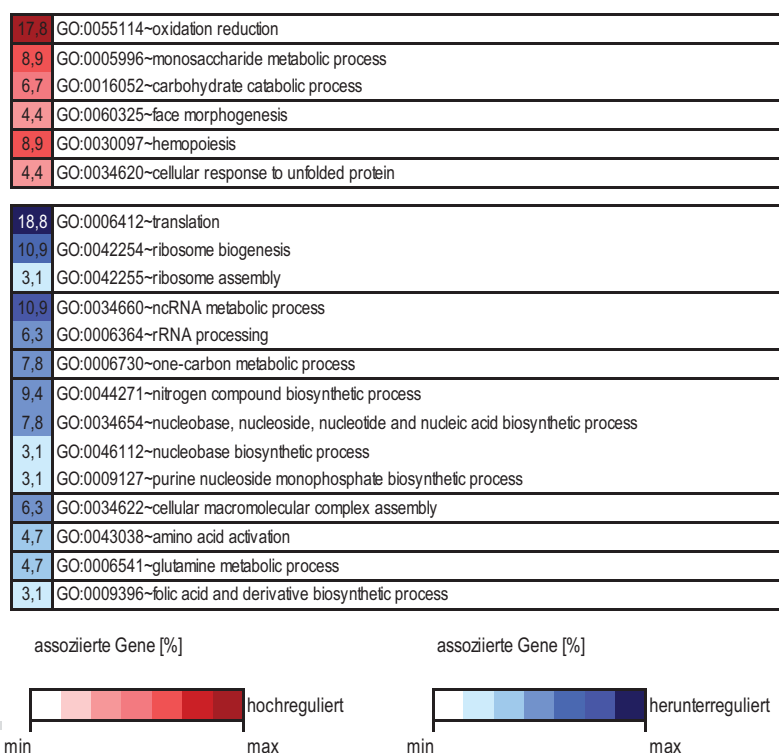 17,8 GO:0055114~oxidation reduction
8,9 GO:0005996~monosaccharide metabolic process
6,7 GO:0016052~carbohydrate catabolic process
4,4 GO:0060325~face morphogenesis
8,9 GO:0030097~hemopoiesis
4,4 GO:0034620~cellular response to unfolded protein
18,8 GO:0006412~translation
10,9 GO:0042254~ribosome biogenesis
3,1 GO:0042255~ribosome assembly
10,9 GO:0034660~ncRNA metabolic process
6,3 GO:0006364~rRNA processing
7,8 GO:0006730~one-carbon metabolic process
9,4 GO:0044271~nitrogen compound biosynthetic process
7,8 GO:0034654~nucleobase, nucleoside, nucleotide and nucleic acid biosynthetic process
3,1 GO:0046112~nucleobase biosynthetic process
3,1 GO:0009127~purine nucleoside monophosphate biosynthetic process
6,3 GO:0034622~cellular macromolecular complex assembly
4,7 GO:0043038~amino acid activation
4,7 GO:0006541~glutamine metabolic process
3,1 GO:0009396~folic acid and derivative biosynthetic process
assoziierte Gene [%] assoziierte Gene [%]
hochreguliert herunterreguliert
min max min max